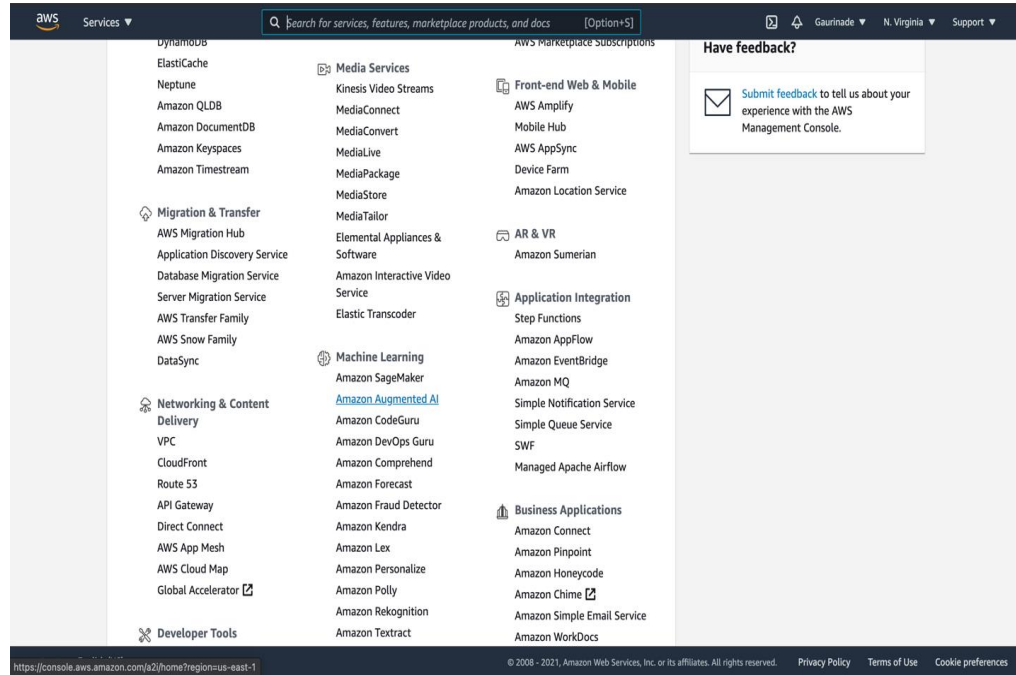 aws
Services ▼
Search for services, features, marketplace products, and docs
[Option+S]
Gaurinade ▼
N. Virginia ▼
Support ▼
DynamoDB
ElastiCache
Neptune
Amazon QLDB
Amazon DocumentDB
Amazon Keyspaces
Amazon Timestream
Migration & Transfer
AWS Migration Hub
Application Discovery Service
Database Migration Service
Server Migration Service
AWS Transfer Family
AWS Snow Family
DataSync
Networking & Content
Delivery
VPC
CloudFront
Route 53
API Gateway
Direct Connect
AWS App Mesh
AWS Cloud Map
Global Accelerator
Developer Tools
Media Services
Kinesis Video Streams
MediaConnect
MediaConvert
MediaLive
MediaPackage
MediaStore
MediaTailor
Elemental Appliances &
Software
Amazon Interactive Video
Service
Elastic Transcoder
Machine Learning
Amazon SageMaker
Amazon Augmented AI
Amazon CodeGuru
Amazon DevOps Guru
Amazon Comprehend
Amazon Forecast
Amazon Fraud Detector
Amazon Kendra
Amazon Lex
Amazon Personalize
Amazon Polly
Amazon Rekognition
Amazon Textract
AWS Marketplace Subscriptions
Front-end Web & Mobile
AWS Amplify
Mobile Hub
AWS AppSync
Device Farm
Amazon Location Service
AR & VR
Amazon Sumerian
Application Integration
Step Functions
Amazon AppFlow
Amazon EventBridge
Amazon MQ
Simple Notification Service
Simple Queue Service
SWF
Managed Apache Airflow
Business Applications
Amazon Connect
Amazon Pinpoint
Amazon Honeycode
Amazon Chime
Amazon Simple Email Service
Amazon WorkDocs
Have feedback?
Submit feedback to tell us about your
experience with the AWS
Management Console.
https://console.aws.amazon.com/a2i/home?region=us-east-1
© 2008 - 2021, Amazon Web Services, Inc. or its affiliates. All rights reserved.
Privacy Policy
Terms of Use
Cookie preferences